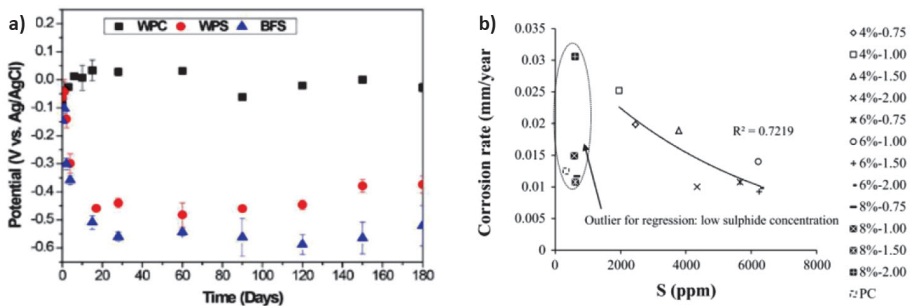 a)
WPC WPS BFS
0.2
0.1
0.0
-0.1
-0.2
-0.3
-0.4
-0.5
-0.6
Potential (V vs. Ag/AgCl)
0 20 40 60 80 100 120 140 160 180
Time (Days)
b)
0.035
0.03
0.025
0.02
0.015
0.01
0.005
0
Corrosion rate (mm/year)
R² = 0.7219
Outlier for regression: low sulphide concentration
0 2000 4000 6000 8000
S (ppm)
4%-0.75
4%-1.00
4%-1.50
4%-2.00
6%-0.75
6%-1.00
6%-1.50
6%-2.00
8%-0.75
8%-1.00
8%-1.50
8%-2.00
PC